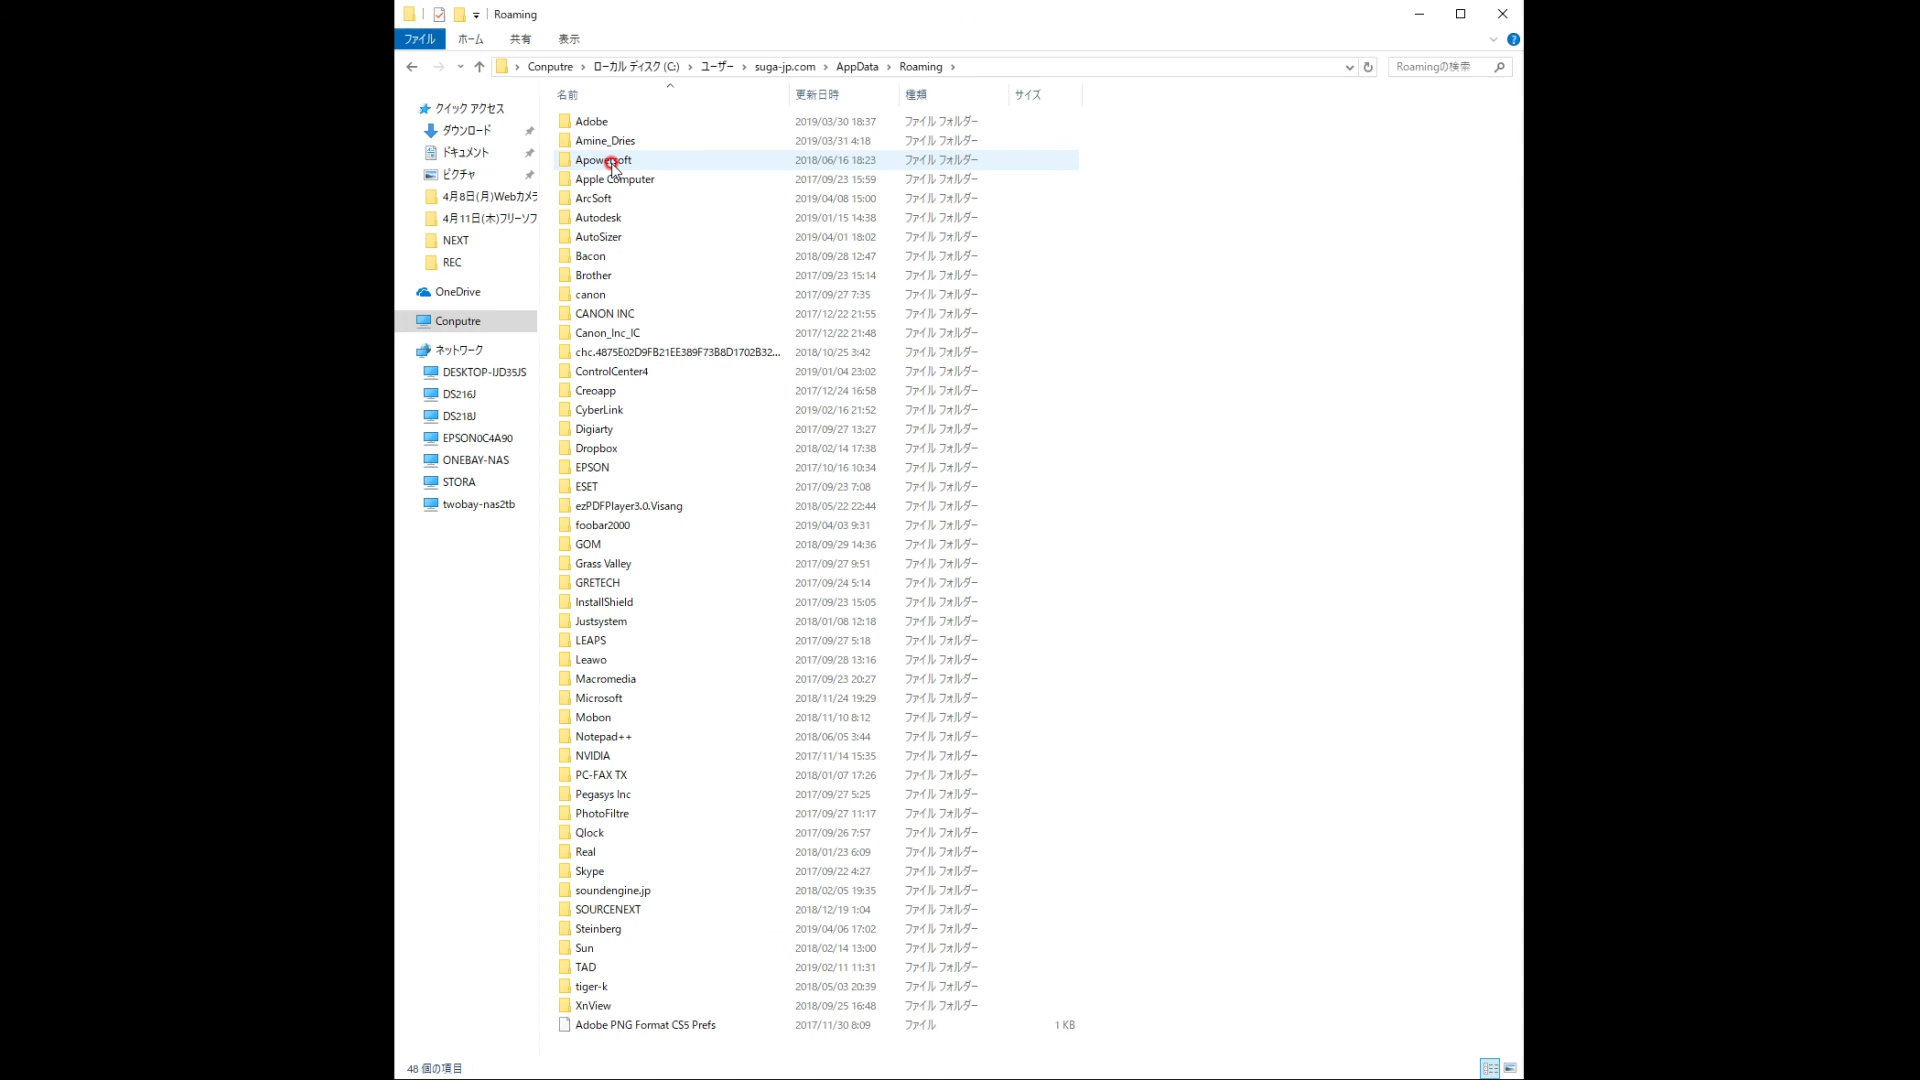 Roaming
ファイル ホーム 共有 表示
Conputre › ローカル ディスク (C:) › ユーザー › suga-jp.com › AppData › Roaming ›
Roamingの検索
クイック アクセス
ダウンロード
ドキュメント
ピクチャ
4月8日(月)Webカメラ
4月11日(木)フリーソフ
NEXT
REC
OneDrive
Conputre
ネットワーク
DESKTOP-IJD35JS
DS216J
DS218J
EPSON0C4A90
ONEBAY-NAS
STORA
twobay-nas2tb
名前 更新日時 種類 サイズ
Adobe 2019/03/30 18:37 ファイル フォルダー
Amine_Dries 2019/03/31 4:18 ファイル フォルダー
Apowersoft 2018/06/16 18:23 ファイル フォルダー
Apple Computer 2017/09/23 15:59 ファイル フォルダー
ArcSoft 2019/04/08 15:00 ファイル フォルダー
Autodesk 2019/01/15 14:38 ファイル フォルダー
AutoSizer 2019/04/01 18:02 ファイル フォルダー
Bacon 2018/09/28 12:47 ファイル フォルダー
Brother 2017/09/23 15:14 ファイル フォルダー
canon 2017/09/27 7:35 ファイル フォルダー
CANON INC 2017/12/22 21:55 ファイル フォルダー
Canon_Inc_IC 2017/12/22 21:48 ファイル フォルダー
chc.4875E02D9FB21EE389F73B8D1702B32... 2018/10/25 3:42 ファイル フォルダー
ControlCenter4 2019/01/04 23:02 ファイル フォルダー
Creoapp 2017/12/24 16:58 ファイル フォルダー
CyberLink 2019/02/16 21:52 ファイル フォルダー
Digiarty 2017/09/27 13:27 ファイル フォルダー
Dropbox 2018/02/14 17:38 ファイル フォルダー
EPSON 2017/10/16 10:34 ファイル フォルダー
ESET 2017/09/23 7:08 ファイル フォルダー
ezPDFPlayer3.0.Visang 2018/05/22 22:44 ファイル フォルダー
foobar2000 2019/04/03 9:31 ファイル フォルダー
GOM 2018/09/29 14:36 ファイル フォルダー
Grass Valley 2017/09/27 9:51 ファイル フォルダー
GRETECH 2017/09/24 5:14 ファイル フォルダー
InstallShield 2017/09/23 15:05 ファイル フォルダー
Justsystem 2018/01/08 12:18 ファイル フォルダー
LEAPS 2017/09/27 5:18 ファイル フォルダー
Leawo 2017/09/28 13:16 ファイル フォルダー
Macromedia 2017/09/23 20:27 ファイル フォルダー
Microsoft 2018/11/24 19:29 ファイル フォルダー
Mobon 2018/11/10 8:12 ファイル フォルダー
Notepad++ 2018/06/05 3:44 ファイル フォルダー
NVIDIA 2017/11/14 15:35 ファイル フォルダー
PC-FAX TX 2018/01/07 17:26 ファイル フォルダー
Pegasys Inc 2017/09/27 5:25 ファイル フォルダー
PhotoFiltre 2017/09/27 11:17 ファイル フォルダー
Qlock 2017/09/26 7:57 ファイル フォルダー
Real 2018/01/23 6:09 ファイル フォルダー
Skype 2017/09/22 4:27 ファイル フォルダー
soundengine.jp 2018/02/05 19:35 ファイル フォルダー
SOURCENEXT 2018/12/19 1:04 ファイル フォルダー
Steinberg 2019/04/06 17:02 ファイル フォルダー
Sun 2018/02/14 13:00 ファイル フォルダー
TAD 2019/02/11 11:31 ファイル フォルダー
tiger-k 2018/05/03 20:39 ファイル フォルダー
XnView 2018/09/25 16:48 ファイル フォルダー
Adobe PNG Format CS5 Prefs 2017/11/30 8:09 ファイル 1 KB
48 個の項目